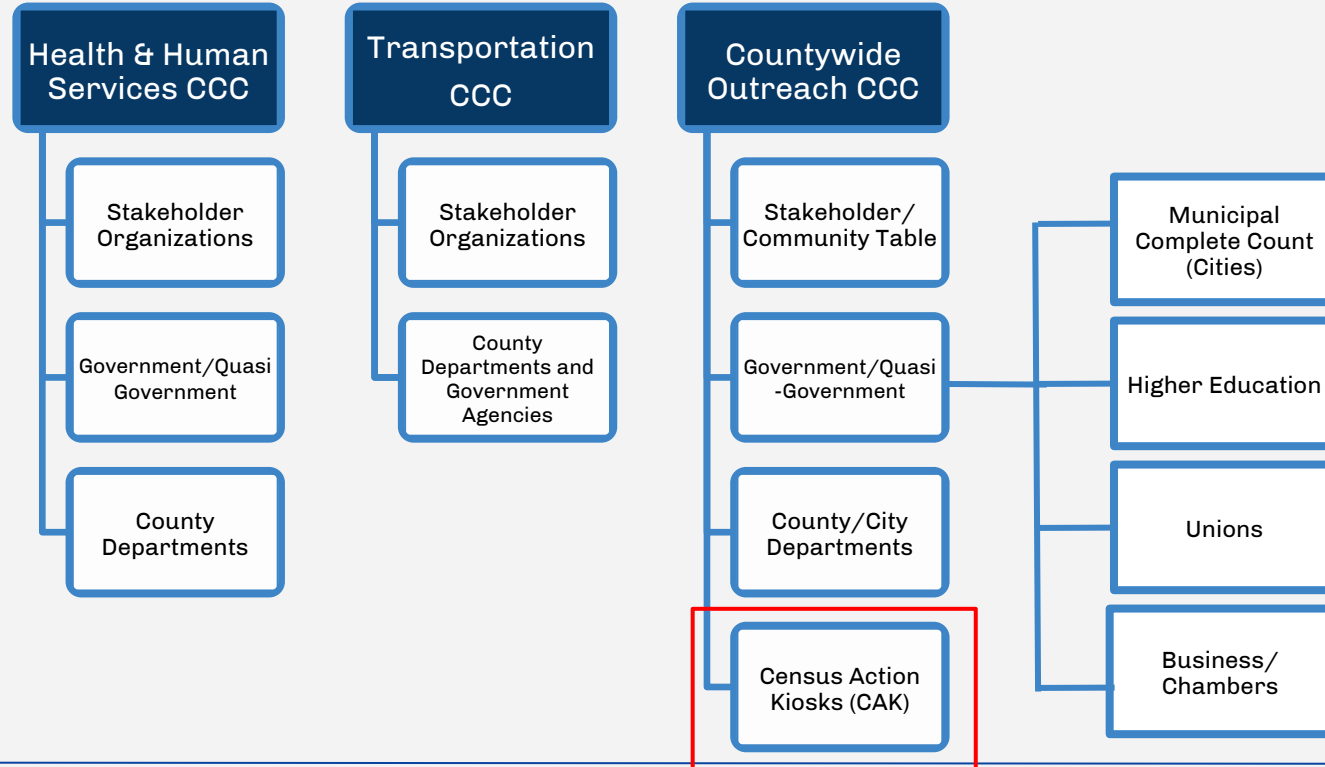 Health & Human
Services CCC
Stakeholder
Organizations
Government/Quasi
Government
County
Departments
Transportation
CCC
Stakeholder
Organizations
County
Departments and
Government
Agencies
Countywide
Outreach CCC
Stakeholder/
Community Table
Government/Quasi
-Government
County/City
Departments
Census Action
Kiosks (CAK)
Municipal
Complete Count
(Cities)
Higher Education
Unions
Business/
Chambers